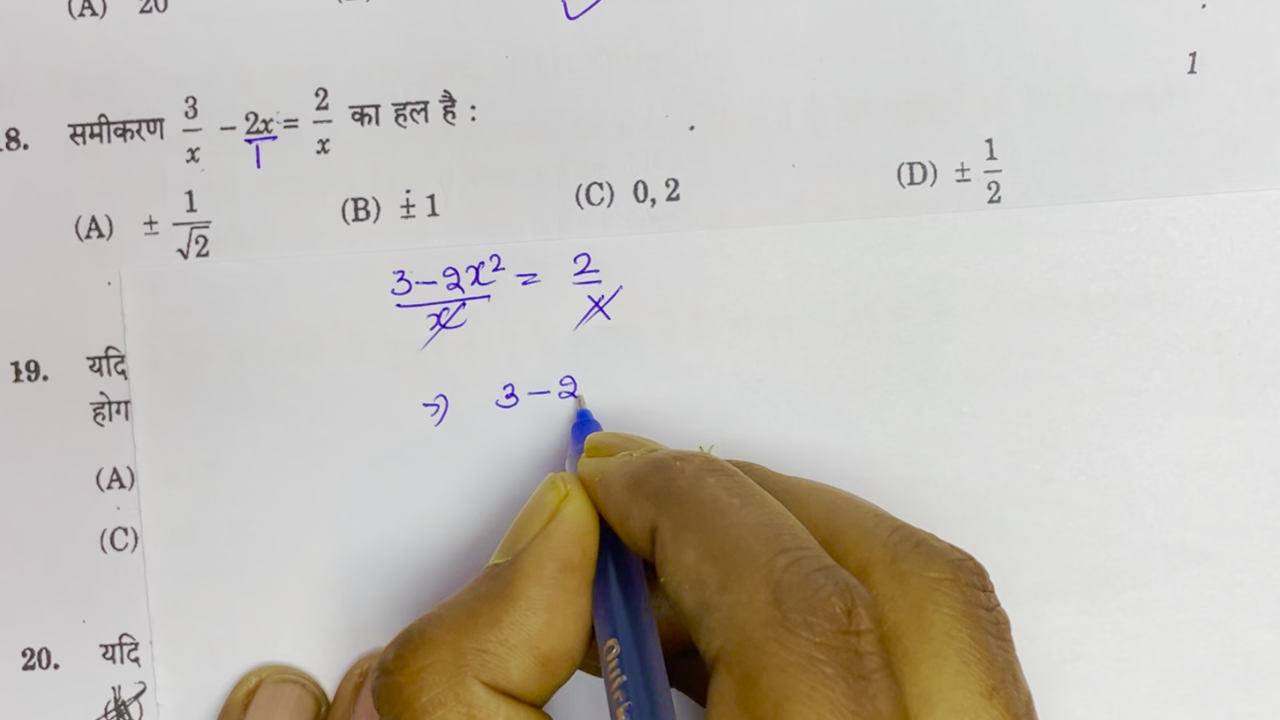 (A) 20
1
8. समीकरण 3/x − 2x/1 = 2/x का हल है :
(A) ± 1/√2 (B) ± 1 (C) 0, 2 (D) ± 1/2
3−2x²/x = 2/x
⇒ 3−2
19. यदि
होग
(A)
(C)
20. यदि